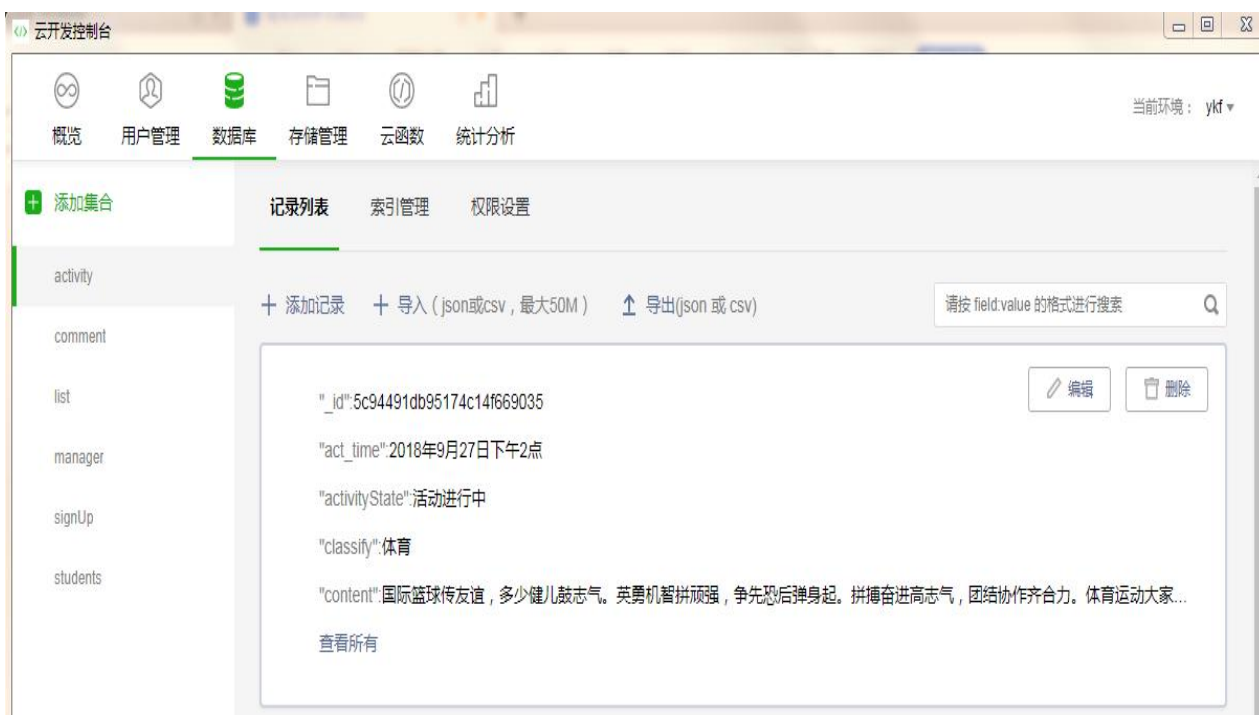 云开发控制台
概览 用户管理 数据库 存储管理 云函数 统计分析
当前环境： ykf
添加集合
记录列表 索引管理 权限设置
activity
添加记录 导入（json或csv，最大50M） 导出(json 或 csv)
请按 field:value 的格式进行搜索
comment
list
manager
signUp
students
编辑 删除
"_id":5c94491db95174c14f669035
"act_time":2018年9月27日下午2点
"activityState":活动进行中
"classify":体育
"content":国际篮球传友谊，多少健儿鼓志气。英勇机智拼顽强，争先恐后弹身起。拼搏奋进高志气，团结协作齐合力。体育运动大家...
查看所有